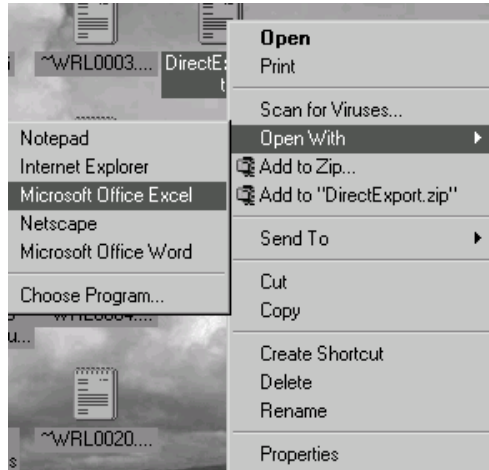 ~WRL0003....
DirectE
t
Open
Print
Scan for Viruses...
Open With
Add to Zip...
Add to "DirectExport.zip"
Send To
Cut
Copy
Create Shortcut
Delete
Rename
Properties
Notepad
Internet Explorer
Microsoft Office Excel
Netscape
Microsoft Office Word
Choose Program...
u...
~WRL0020....
s